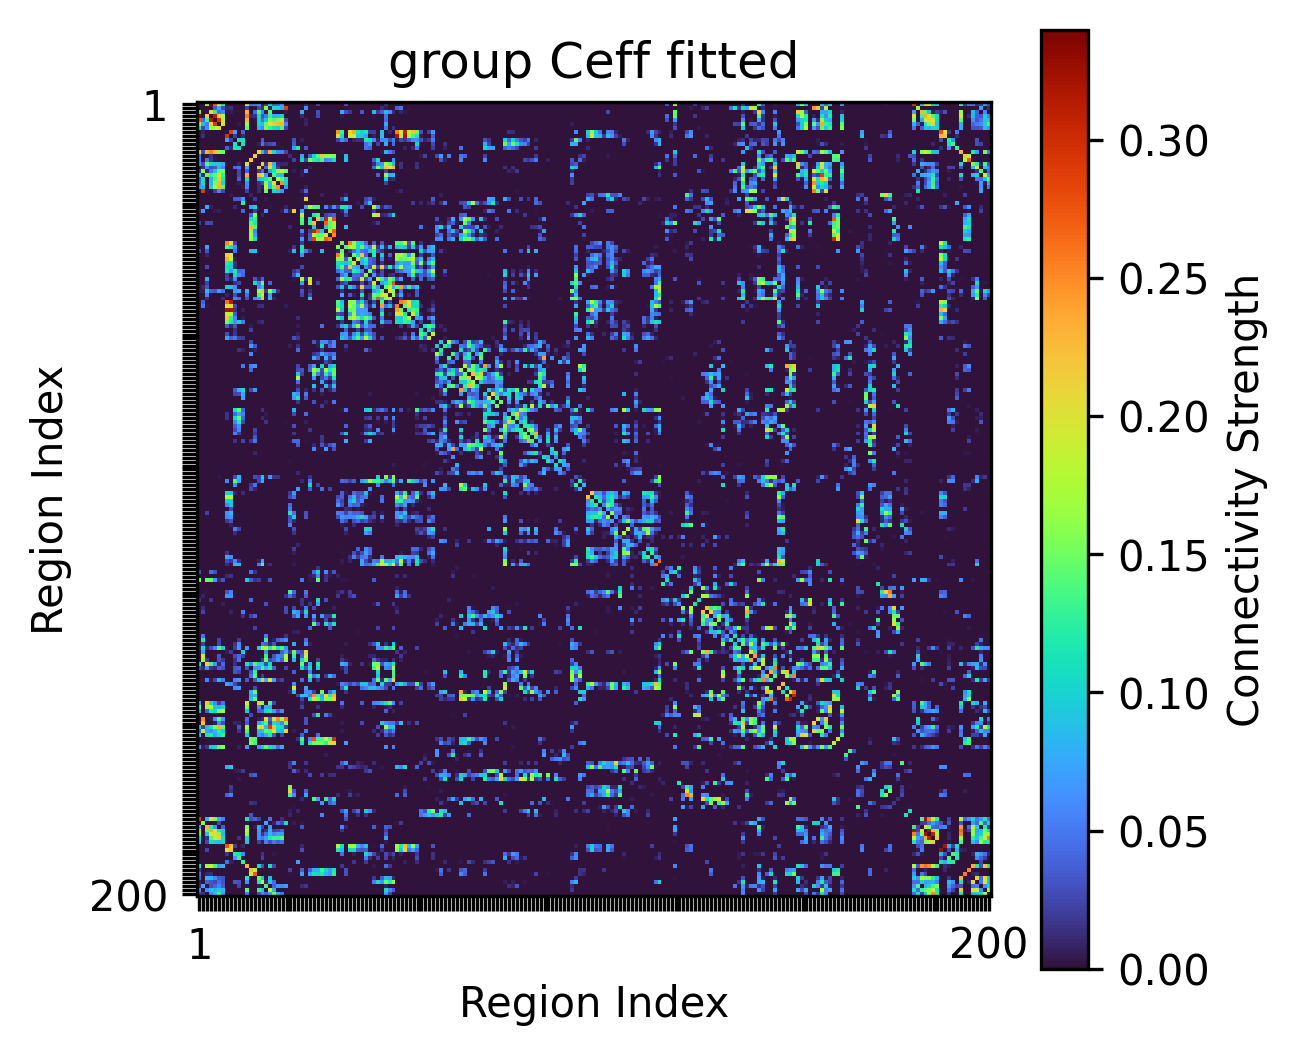 group Ceff fitted
1
200
1
200
Region Index
Region Index
0.30
0.25
0.20
0.15
0.10
0.05
0.00
Connectivity Strength